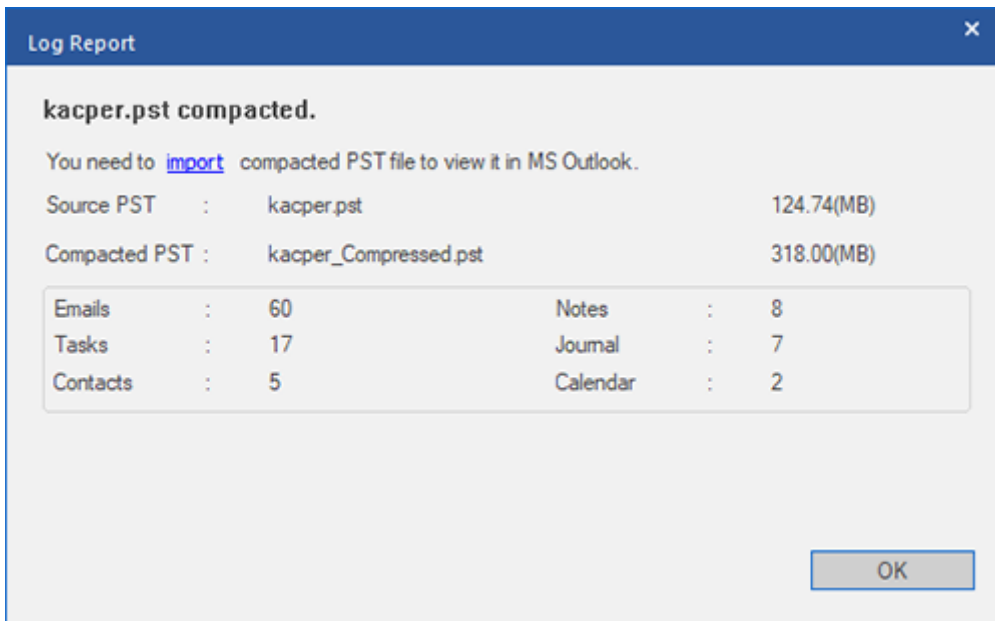 Log Report
kacper.pst compacted.
You need to import compacted PST file to view it in MS Outlook.
Source PST : kacper.pst 124.74(MB)
Compacted PST : kacper_Compressed.pst 318.00(MB)
Emails : 60 Notes : 8
Tasks : 17 Journal : 7
Contacts : 5 Calendar : 2
OK